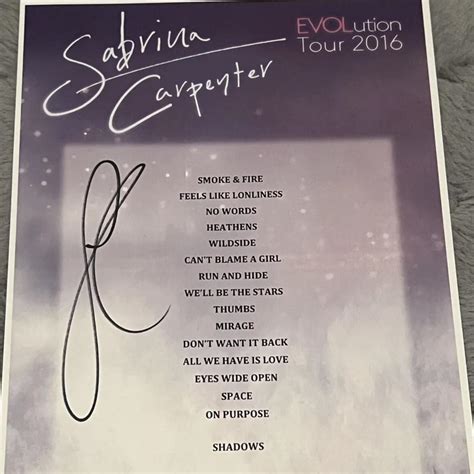 Sabrina
Carpenter
EVOLution
Tour 2016
SMOKE & FIRE
FEELS LIKE LONLINESS
NO WORDS
HEATHENS
WILDSIDE
CAN'T BLAME A GIRL
RUN AND HIDE
WE'LL BE THE STARS
THUMBS
MIRAGE
DON'T WANT IT BACK
ALL WE HAVE IS LOVE
EYES WIDE OPEN
SPACE
ON PURPOSE
SHADOWS